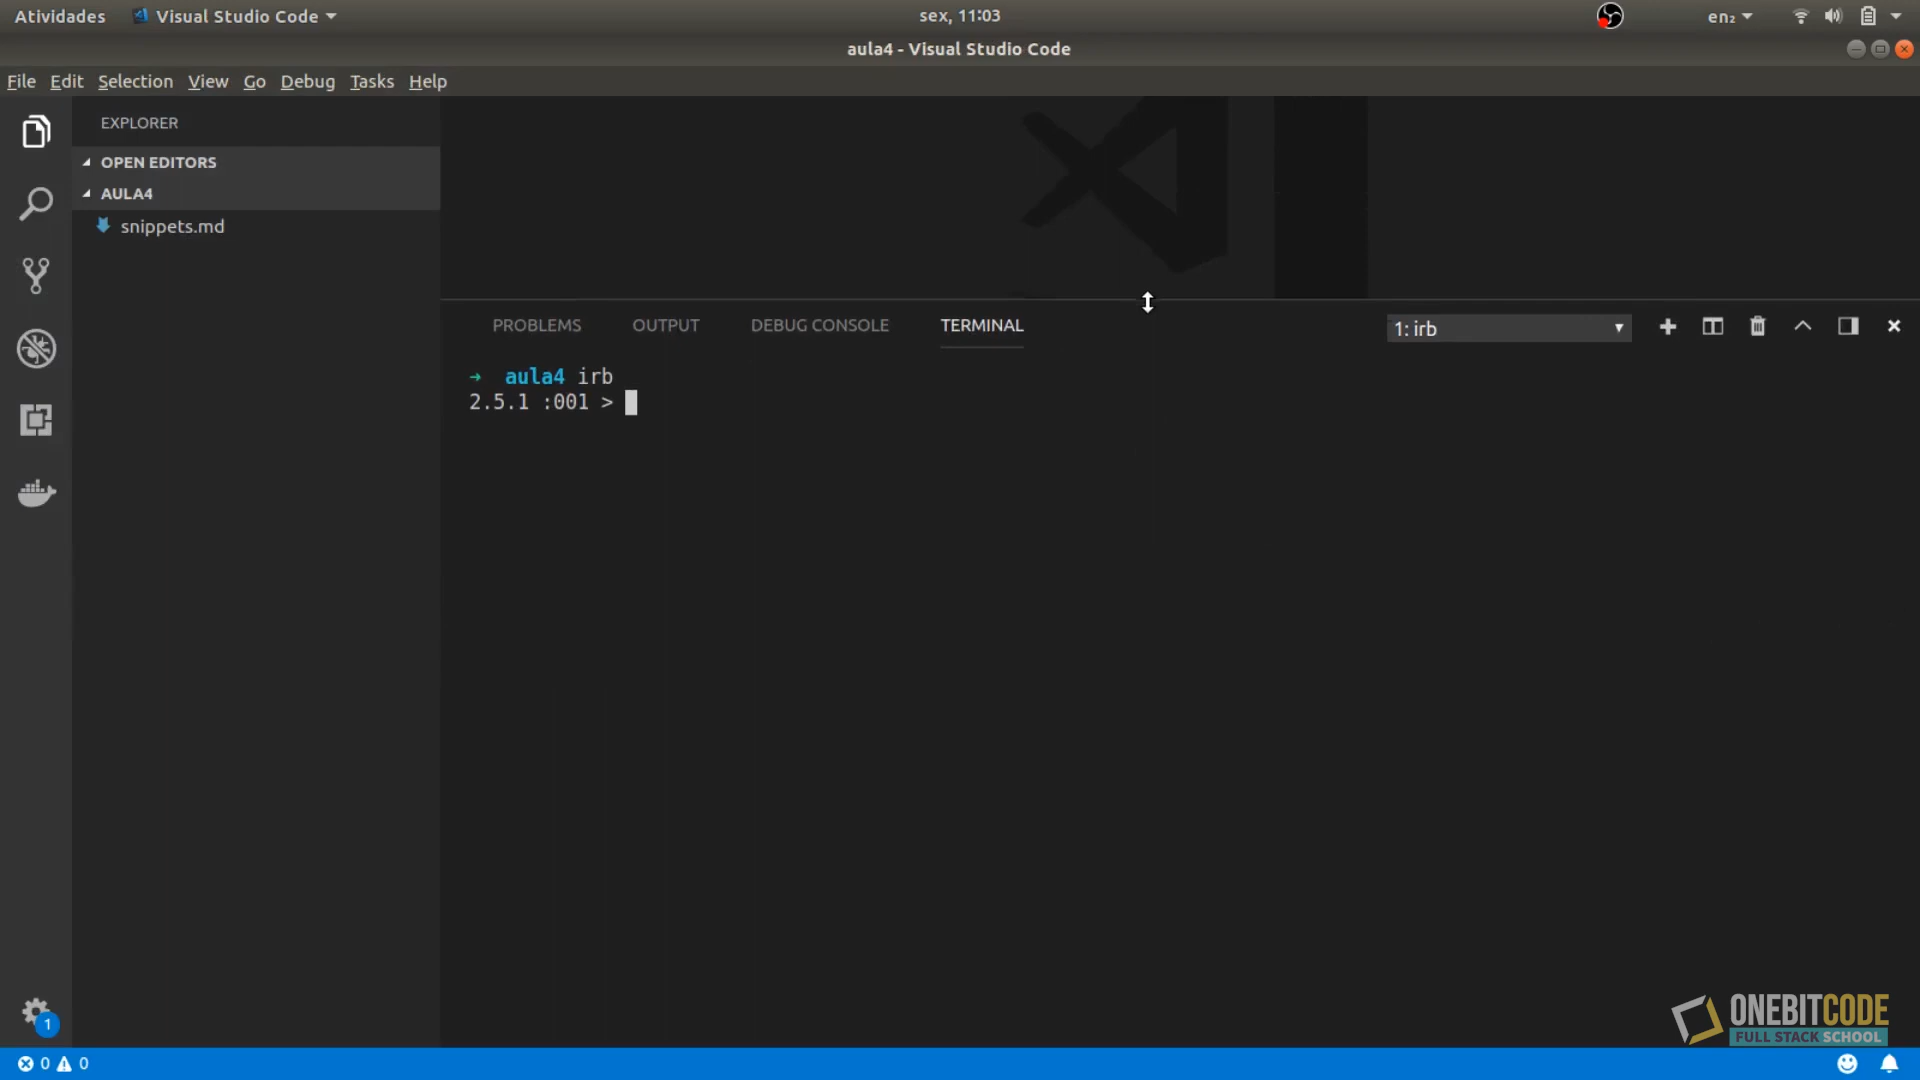 Atividades Visual Studio Code sex, 11:03 en₂
aula4 - Visual Studio Code
File Edit Selection View Go Debug Tasks Help
EXPLORER
OPEN EDITORS
AULA4
snippets.md
PROBLEMS OUTPUT DEBUG CONSOLE TERMINAL 1: irb
➜ aula4 irb
2.5.1 :001 >
1
ONEBITCODE
FULL STACK SCHOOL
0 0